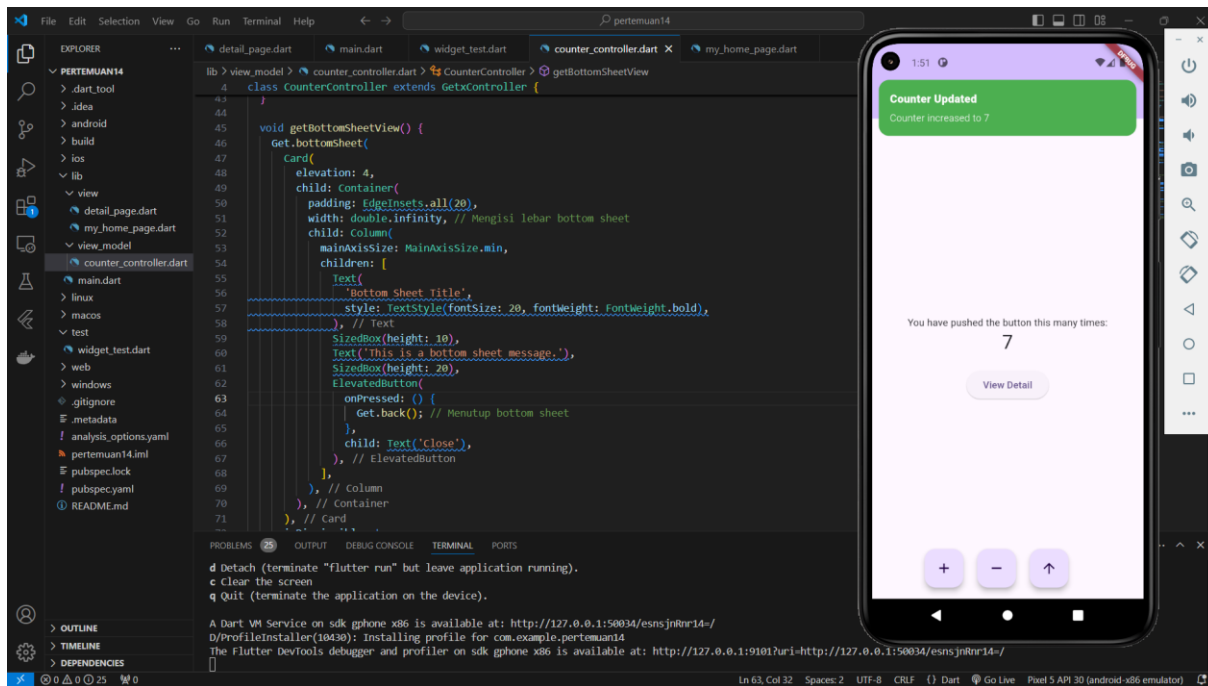 File Edit Selection View Go Run Terminal Help
pertemuan14
EXPLORER
PERTEMUAN14
.dart_tool
.idea
android
build
ios
lib
view
detail_page.dart
my_home_page.dart
view_model
counter_controller.dart
main.dart
linux
macos
test
widget_test.dart
web
windows
.gitignore
.metadata
analysis_options.yaml
pertemuan14.iml
pubspec.lock
pubspec.yaml
README.md
OUTLINE
TIMELINE
DEPENDENCIES
detail_page.dart main.dart widget_test.dart counter_controller.dart my_home_page.dart
lib > view_model > counter_controller.dart > CounterController > getBottomSheetView
4 class CounterController extends GetxController {
43 }
44
45 void getBottomSheetView() {
46 Get.bottomSheet(
47 Card(
48 elevation: 4,
49 child: Container(
50 padding: EdgeInsets.all(20),
51 width: double.infinity, // Mengisi lebar bottom sheet
52 child: Column(
53 mainAxisSize: MainAxisSize.min,
54 children: [
55 Text(
56 'Bottom Sheet Title',
57 style: TextStyle(fontSize: 20, fontWeight: FontWeight.bold),
58 ), // Text
59 SizedBox(height: 10),
60 Text('This is a bottom sheet message.'),
61 SizedBox(height: 20),
62 ElevatedButton(
63 onPressed: () {
64 Get.back(); // Menutup bottom sheet
65 },
66 child: Text('Close'),
67 ), // ElevatedButton
68 ],
69 ), // Column
70 ), // Container
71 ), // Card
PROBLEMS 25 OUTPUT DEBUG CONSOLE TERMINAL PORTS
d Detach (terminate "flutter run" but leave application running).
c Clear the screen
q Quit (terminate the application on the device).
A Dart VM Service on sdk gphone x86 is available at: http://127.0.0.1:50034/esnsjnRnr14=/
D/ProfileInstaller(10430): Installing profile for com.example.pertemuan14
The Flutter DevTools debugger and profiler on sdk gphone x86 is available at: http://127.0.0.1:9101?uri=http://127.0.0.1:50034/esnsjnRnr14=/
0 0 25 0
Ln 63, Col 32 Spaces: 2 UTF-8 CRLF {} Dart Go Live Pixel 5 API 30 (android-x86 emulator)
1:51
DEBUG
Counter Updated
Counter increased to 7
You have pushed the button this many times:
7
View Detail